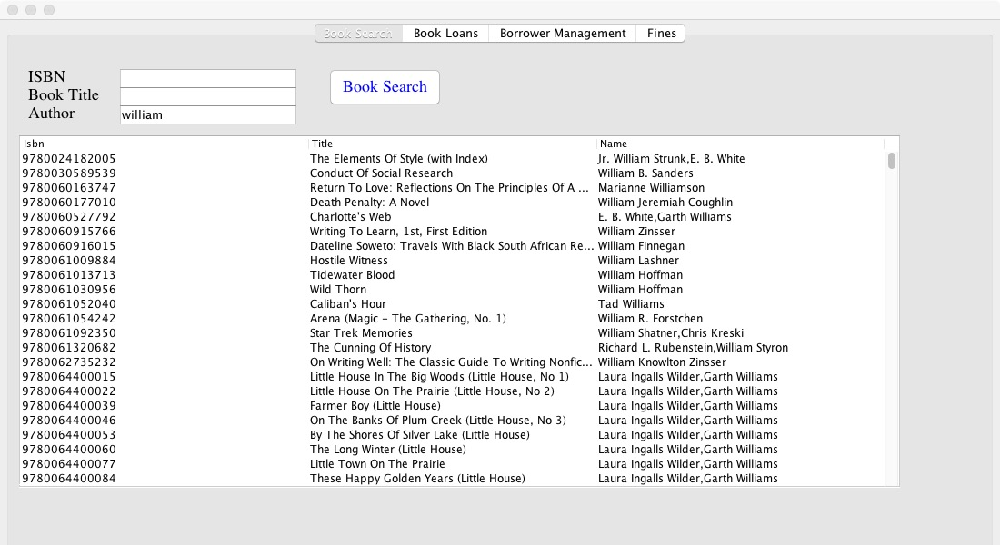 Book Search Book Loans Borrower Management Fines
ISBN
Book Title
Author william
Book Search
Isbn Title Name
9780024182005 The Elements Of Style (with Index) Jr. William Strunk,E. B. White
9780030589539 Conduct Of Social Research William B. Sanders
9780060163747 Return To Love: Reflections On The Principles Of A ... Marianne Williamson
9780060177010 Death Penalty: A Novel William Jeremiah Coughlin
9780060527792 Charlotte's Web E. B. White,Garth Williams
9780060915766 Writing To Learn, 1st, First Edition William Zinsser
9780060916015 Dateline Soweto: Travels With Black South African Re... William Finnegan
9780061009884 Hostile Witness William Lashner
9780061013713 Tidewater Blood William Hoffman
9780061030956 Wild Thorn William Hoffman
9780061052040 Caliban's Hour Tad Williams
9780061054242 Arena (Magic – The Gathering, No. 1) William R. Forstchen
9780061092350 Star Trek Memories William Shatner,Chris Kreski
9780061320682 The Cunning Of History Richard L. Rubenstein,William Styron
9780062735232 On Writing Well: The Classic Guide To Writing Nonfic... William Knowlton Zinsser
9780064400015 Little House In The Big Woods (Little House, No 1) Laura Ingalls Wilder,Garth Williams
9780064400022 Little House On The Prairie (Little House, No 2) Laura Ingalls Wilder,Garth Williams
9780064400039 Farmer Boy (Little House) Laura Ingalls Wilder,Garth Williams
9780064400046 On The Banks Of Plum Creek (Little House, No 3) Laura Ingalls Wilder,Garth Williams
9780064400053 By The Shores Of Silver Lake (Little House) Laura Ingalls Wilder,Garth Williams
9780064400060 The Long Winter (Little House) Laura Ingalls Wilder,Garth Williams
9780064400077 Little Town On The Prairie Laura Ingalls Wilder,Garth Williams
9780064400084 These Happy Golden Years (Little House) Laura Ingalls Wilder,Garth Williams